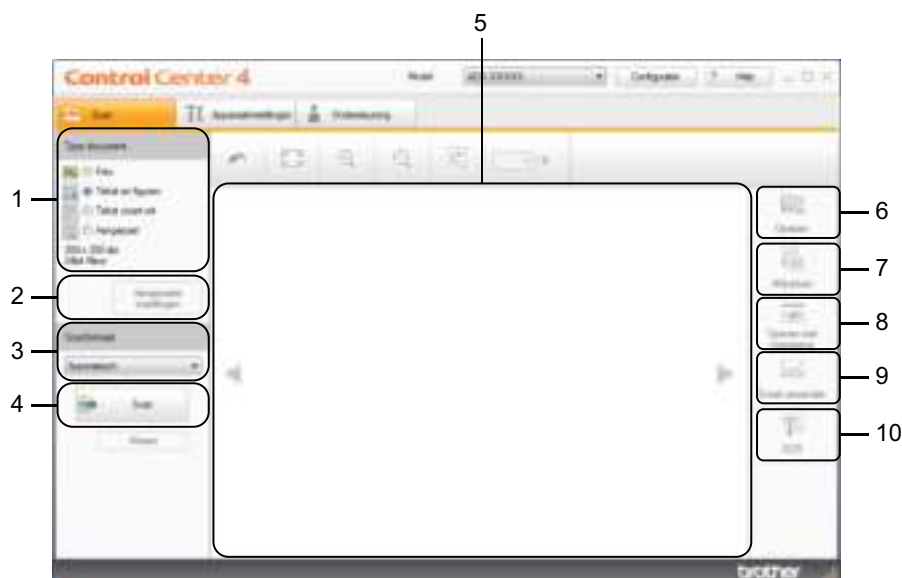 5
Control Center 4
Model
Configuratie ? Help
Scan Apparaatinstellingen Ondersteuning
Type document
Foto
Tekst en figuren
Tekst zwart-wit
Aangepast
Aangepaste
instellingen
Scanformaat
Automatisch
Scan
Wissen
1
2
3
4
Opslaan
Afdrukken
Openen met
toepassing
E-mail verzenden
OCR
6
7
8
9
10
brother